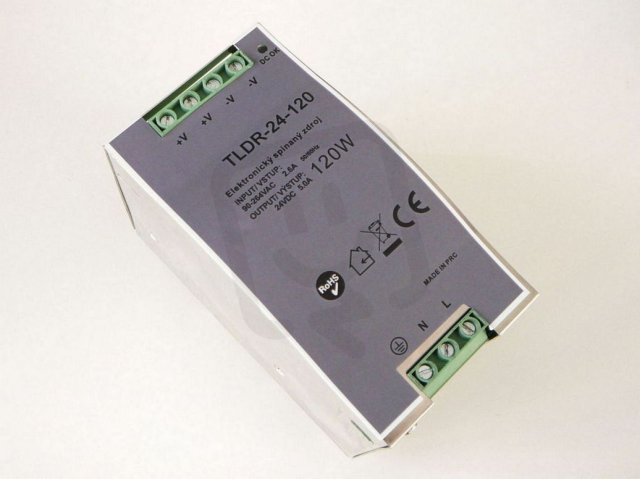 DC OK
+V +V -V -V
TLDR-24-120
Elektronický spínaný zdroj
INPUT/VSTUP:
90-264VAC 2.6A 50/60Hz
OUTPUT/VÝSTUP:
24VDC 5.0A
120W
RoHS
CE
MADE IN PRC
N L